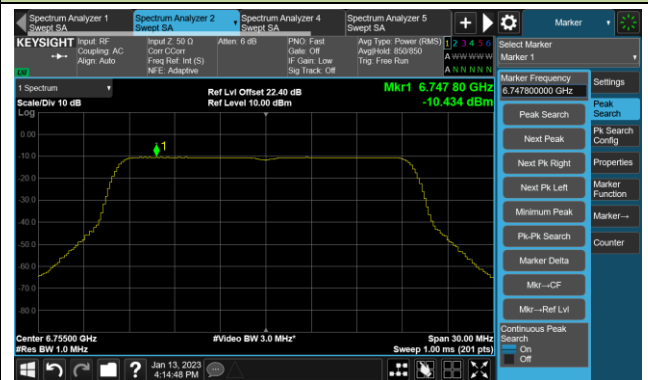 Spectrum Analyzer 1
Swept SA
Spectrum Analyzer 2
Swept SA
Spectrum Analyzer 4
Swept SA
Spectrum Analyzer 5
Swept SA
Marker
KEYSIGHT
Input: RF
Coupling: AC
Align: Auto
Input Z: 50 Ω
Corr CCorr
Freq Ref: Int (S)
NFE: Adaptive
Atten: 6 dB
PNO: Fast
Gate: Off
IF Gain: Low
Sig Track: Off
Avg Type: Power (RMS)
Avg|Hold: 850/850
Trig: Free Run
1 2 3 4 5 6
A W W W W W
A N N N N N
Select Marker
Marker 1
1 Spectrum
Scale/Div 10 dB
Log
Ref Lvl Offset 22.40 dB
Ref Level 10.00 dBm
Mkr1 6.747 80 GHz
-10.434 dBm
Marker Frequency
6.747800000 GHz
Peak Search
Next Peak
Next Pk Right
Next Pk Left
Minimum Peak
Pk-Pk Search
Marker Delta
Mkr→CF
Mkr→Ref Lvl
Continuous Peak
Search
On
Off
Settings
Peak
Search
Pk Search
Config
Properties
Marker
Function
Marker→
Counter
0.00
-10.0
-20.0
-30.0
-40.0
-50.0
-60.0
-70.0
-80.0
1
Center 6.75500 GHz
#Res BW 1.0 MHz
#Video BW 3.0 MHz*
Span 30.00 MHz
Sweep 1.00 ms (201 pts)
Jan 13, 2023
4:14:48 PM